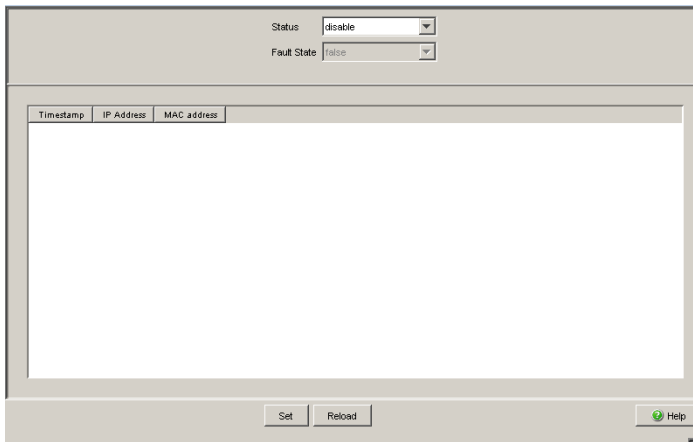 Status disable
Fault State false
Timestamp IP Address MAC address
Set Reload Help